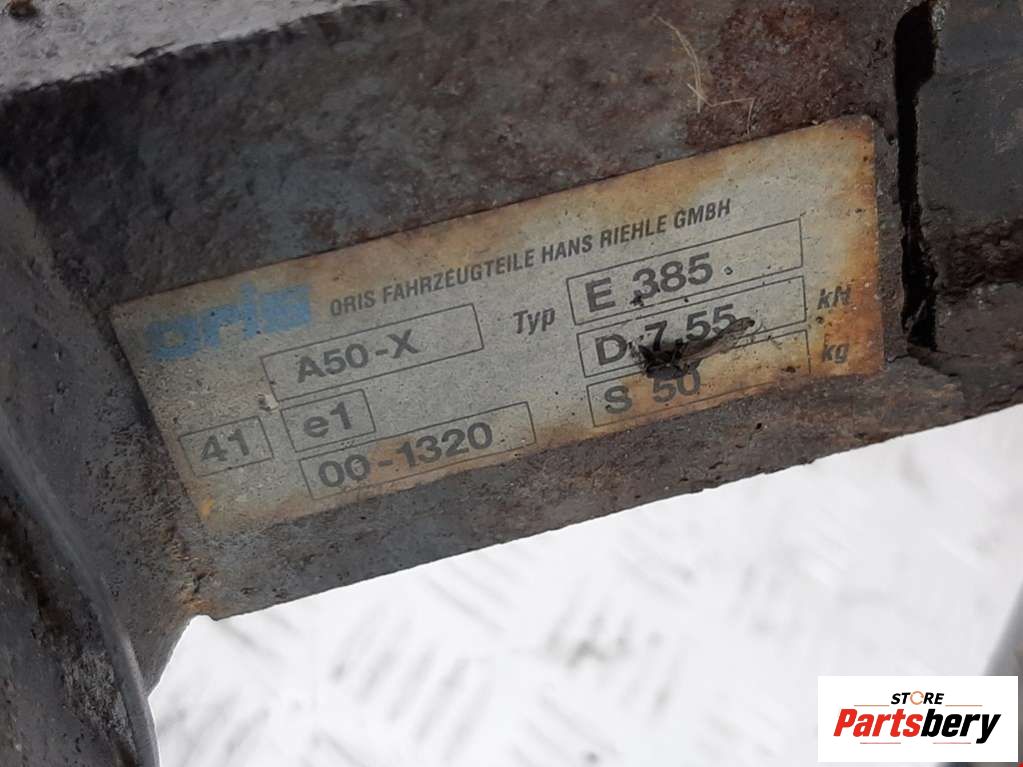 oris ORIS FAHRZEUGTEILE HANS RIEHLE GMBH
A50-X Typ E 385
41 e1 D 7,55 kN
00-1320 S 50 kg
STORE
Partsbery